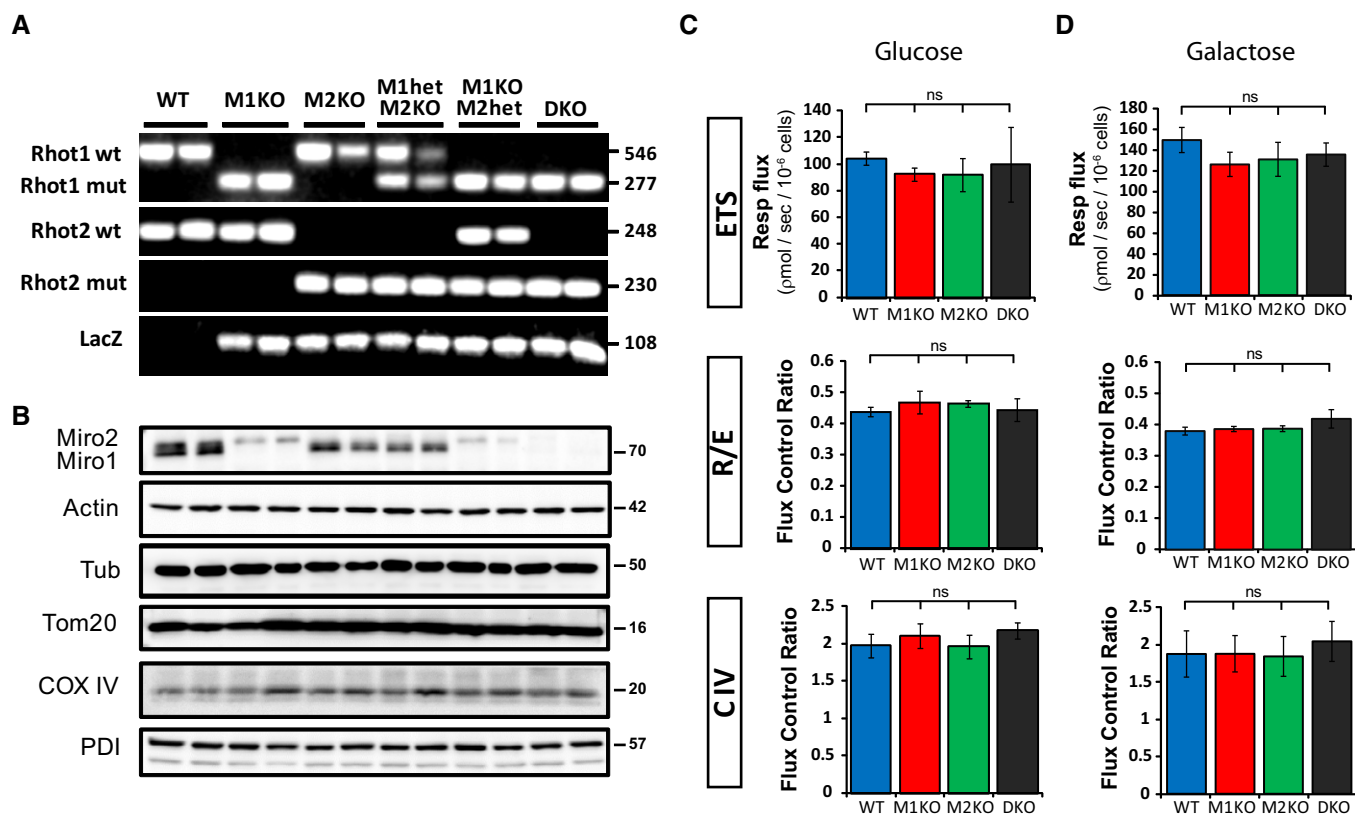 A
WT
M1KO
M2KO
M1het
M2KO
M1KO
M2het
DKO
Rhot1 wt
546
Rhot1 mut
277
Rhot2 wt
248
Rhot2 mut
230
LacZ
108
B
Miro2
Miro1
70
Actin
42
Tub
50
Tom20
16
COX IV
20
PDI
57
C
Glucose
ETS
Resp flux
(ρmol / sec / 10⁻⁶ cells)
140
120
100
80
60
40
20
0
ns
WT M1KO M2KO DKO
R/E
Flux Control Ratio
0.6
0.5
0.4
0.3
0.2
0.1
0
ns
WT M1KO M2KO DKO
CIV
Flux Control Ratio
2.5
2
1.5
1
0.5
0
ns
WT M1KO M2KO DKO
D
Galactose
Resp flux
(ρmol / sec / 10⁻⁶ cells)
180
160
140
120
100
80
60
40
20
0
ns
WT M1KO M2KO DKO
Flux Control Ratio
0.6
0.5
0.4
0.3
0.2
0.1
0
ns
WT M1KO M2KO DKO
Flux Control Ratio
2.5
2
1.5
1
0.5
0
ns
WT M1KO M2KO DKO